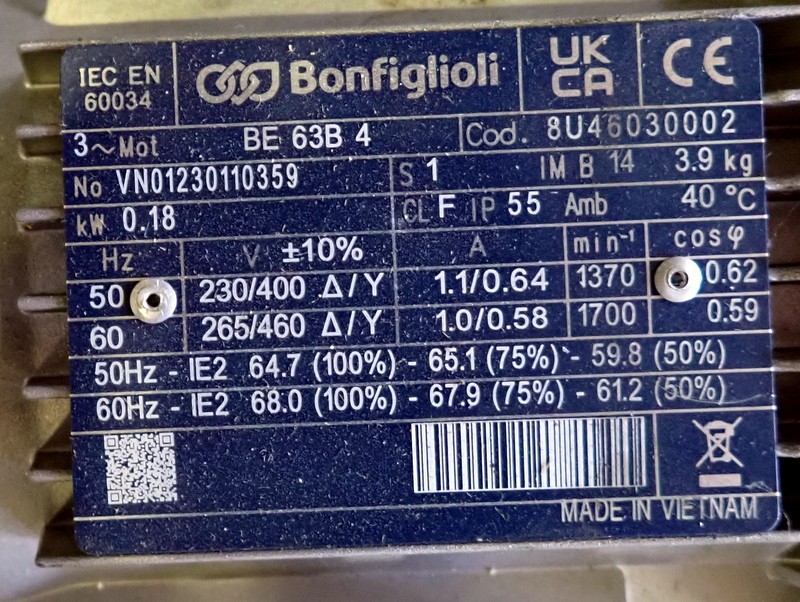 IEC EN
60034
Bonfiglioli
UK
CA
CE
3~Mot BE 63B 4 Cod. 8U46030002
No VN01230110359 S 1 IM B 14 3.9 kg
kW 0.18 CL F IP 55 Amb 40 °C
Hz V ±10% A min⁻¹ cosφ
50 230/400 Δ/Y 1.1/0.64 1370 0.62
60 265/460 Δ/Y 1.0/0.58 1700 0.59
50Hz - IE2 64.7 (100%) - 65.1 (75%) - 59.8 (50%)
60Hz - IE2 68.0 (100%) - 67.9 (75%) - 61.2 (50%)
MADE IN VIETNAM